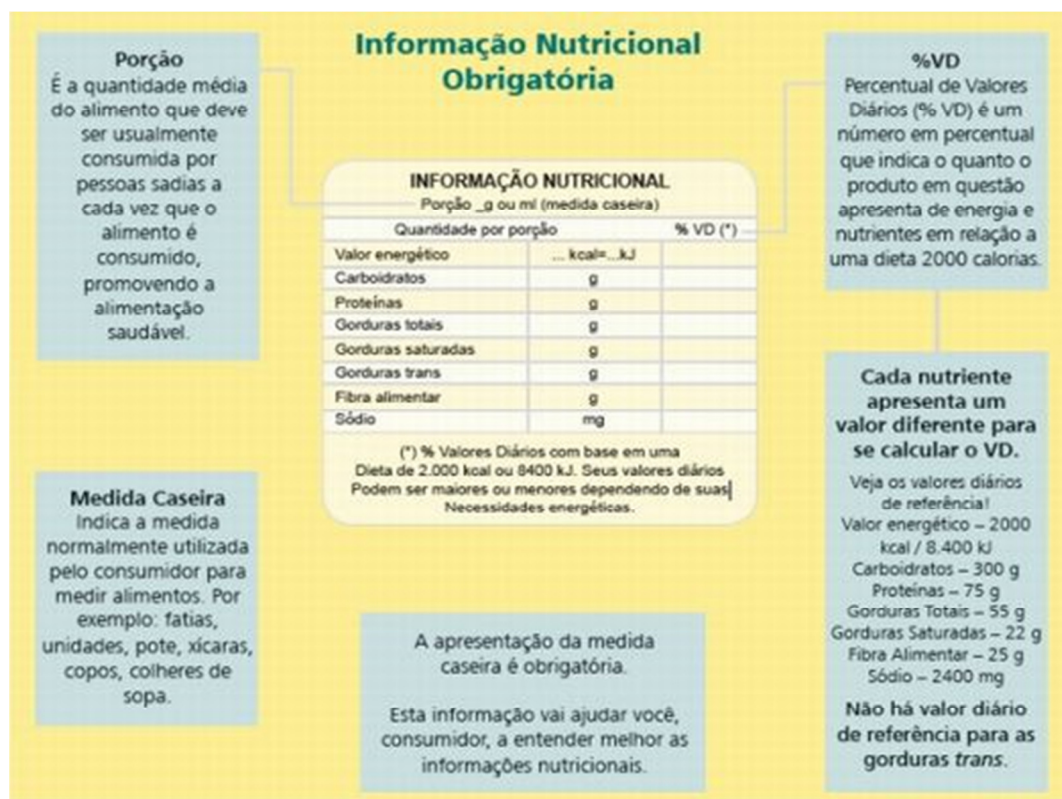 Informação Nutricional
Obrigatória
Porção
É a quantidade média
do alimento que deve
ser usualmente
consumida por
pessoas sadias a
cada vez que o
alimento é
consumido,
promovendo a
alimentação
saudável.
Medida Caseira
Indica a medida
normalmente utilizada
pelo consumidor para
medir alimentos. Por
exemplo: fatias,
unidades, pote, xícaras,
copos, colheres de
sopa.
INFORMAÇÃO NUTRICIONAL
Porção _g ou ml (medida caseira)
Quantidade por porção % VD (*)
Valor energético ... kcal=...kJ
Carboidratos g
Proteínas g
Gorduras totais g
Gorduras saturadas g
Gorduras trans g
Fibra alimentar g
Sódio mg
(*) % Valores Diários com base em uma
Dieta de 2.000 kcal ou 8400 kJ. Seus valores diários
Podem ser maiores ou menores dependendo de suas
Necessidades energéticas.
A apresentação da medida
caseira é obrigatória.
Esta informação vai ajudar você,
consumidor, a entender melhor as
informações nutricionais.
%VD
Percentual de Valores
Diários (% VD) é um
número em percentual
que indica o quanto o
produto em questão
apresenta de energia e
nutrientes em relação a
uma dieta 2000 calorias.
Cada nutriente
apresenta um
valor diferente para
se calcular o VD.
Veja os valores diários
de referência!
Valor energético – 2000
kcal / 8.400 kJ
Carboidratos – 300 g
Proteínas – 75 g
Gorduras Totais – 55 g
Gorduras Saturadas – 22 g
Fibra Alimentar – 25 g
Sódio – 2400 mg
Não há valor diário
de referência para as
gorduras trans.